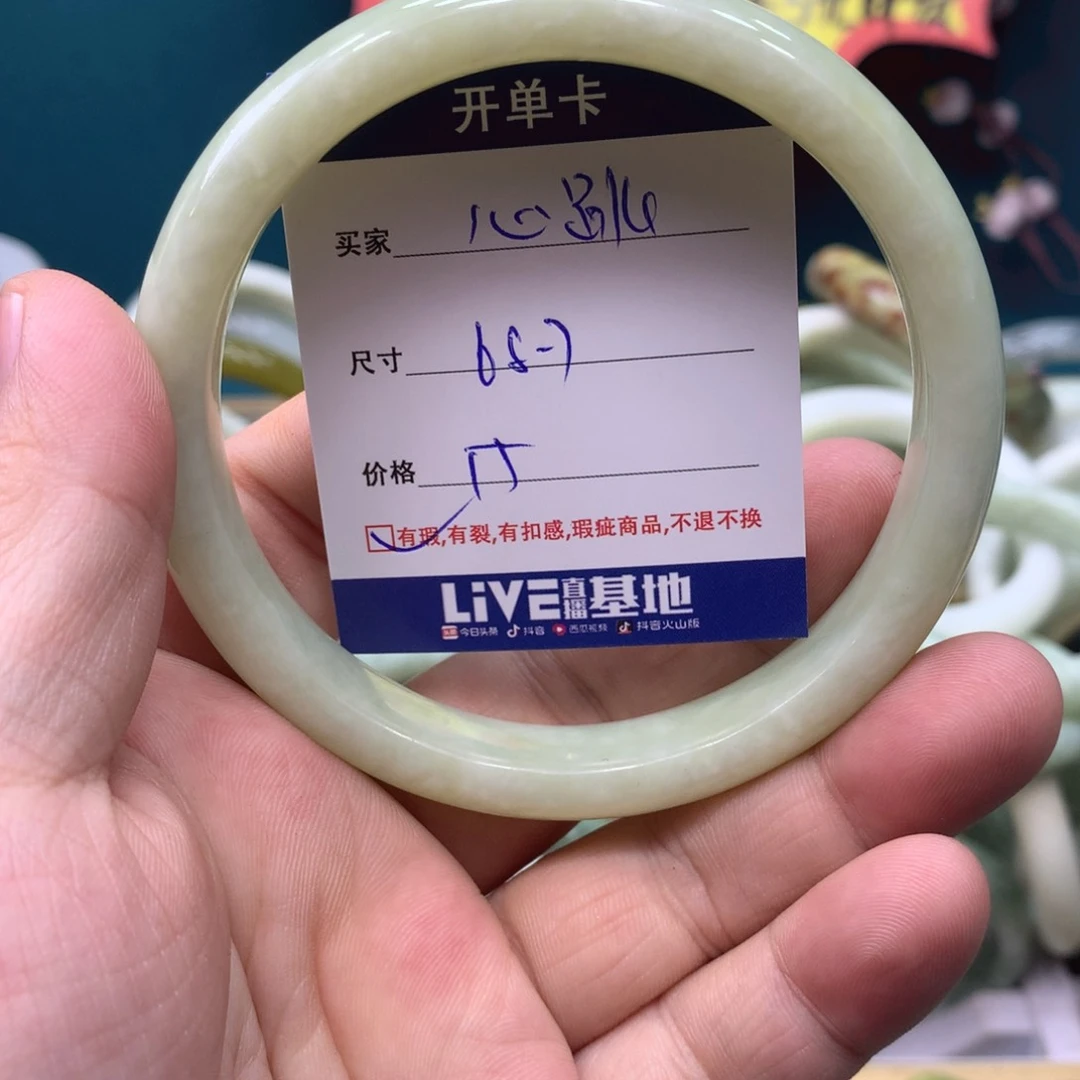 开单卡
买家 心
尺寸 68-7
价格
有瑕,有裂,有扣感,瑕疵商品,不退不换
LiVE直播基地
头条 今日头条 抖音 西瓜视频 抖音火山版